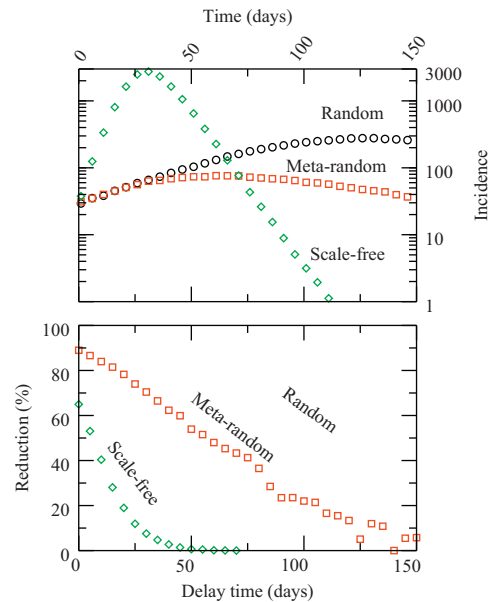 Time (days)
0 50 100 150
3000
1000
Random
100
Meta-random
Incidence
10
Scale-free
1
100
80
Random
60
Meta-random
Reduction (%)
40
Scale-free
20
0
0 50 100 150
Delay time (days)